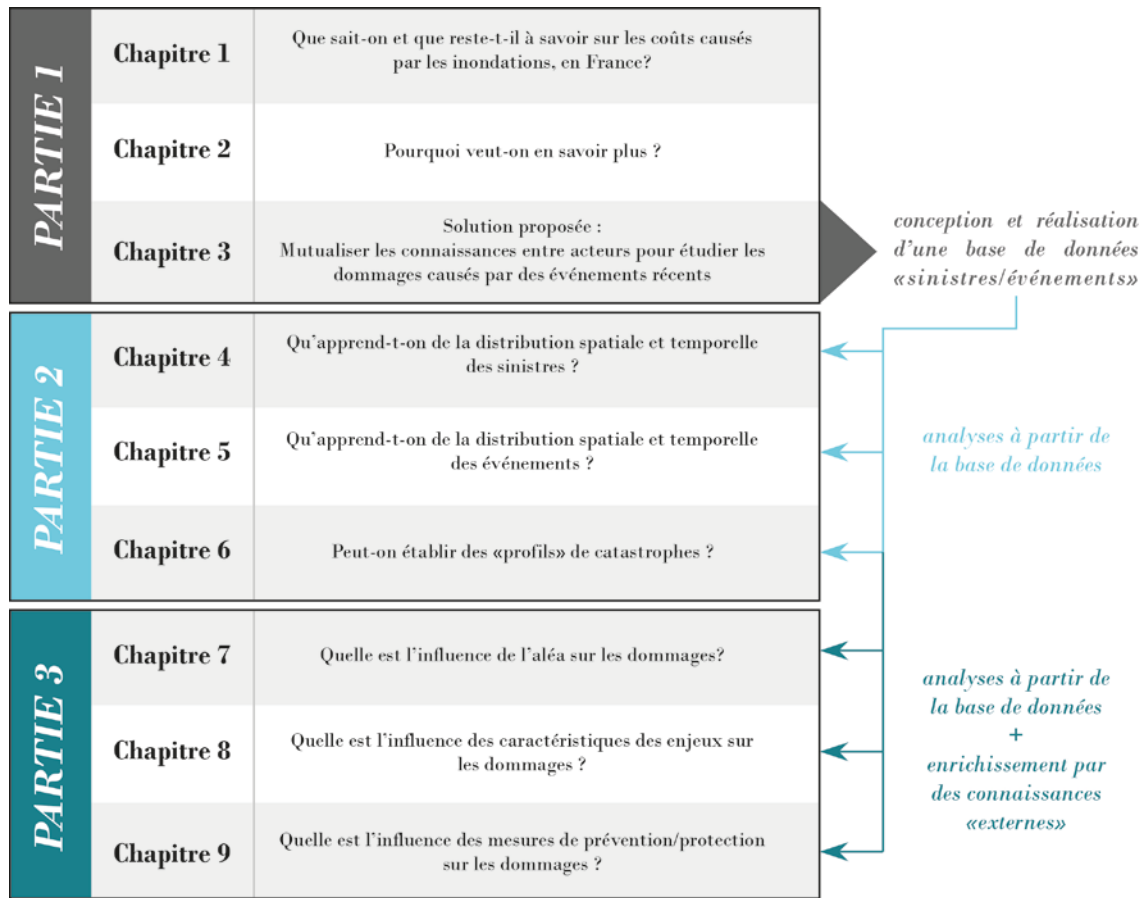 PARTIE 1
Chapitre 1
Que sait-on et que reste-t-il à savoir sur les coûts causés
par les inondations, en France?
Chapitre 2
Pourquoi veut-on en savoir plus ?
Chapitre 3
Solution proposée :
Mutualiser les connaissances entre acteurs pour étudier les
dommages causés par des événements récents
conception et réalisation
d'une base de données
«sinistres/événements»
PARTIE 2
Chapitre 4
Qu'apprend-t-on de la distribution spatiale et temporelle
des sinistres ?
Chapitre 5
Qu'apprend-t-on de la distribution spatiale et temporelle
des événements ?
Chapitre 6
Peut-on établir des «profils» de catastrophes ?
analyses à partir de
la base de données
PARTIE 3
Chapitre 7
Quelle est l'influence de l'aléa sur les dommages?
Chapitre 8
Quelle est l'influence des caractéristiques des enjeux sur
les dommages ?
Chapitre 9
Quelle est l'influence des mesures de prévention/protection
sur les dommages ?
analyses à partir de
la base de données
+
enrichissement par
des connaissances
«externes»